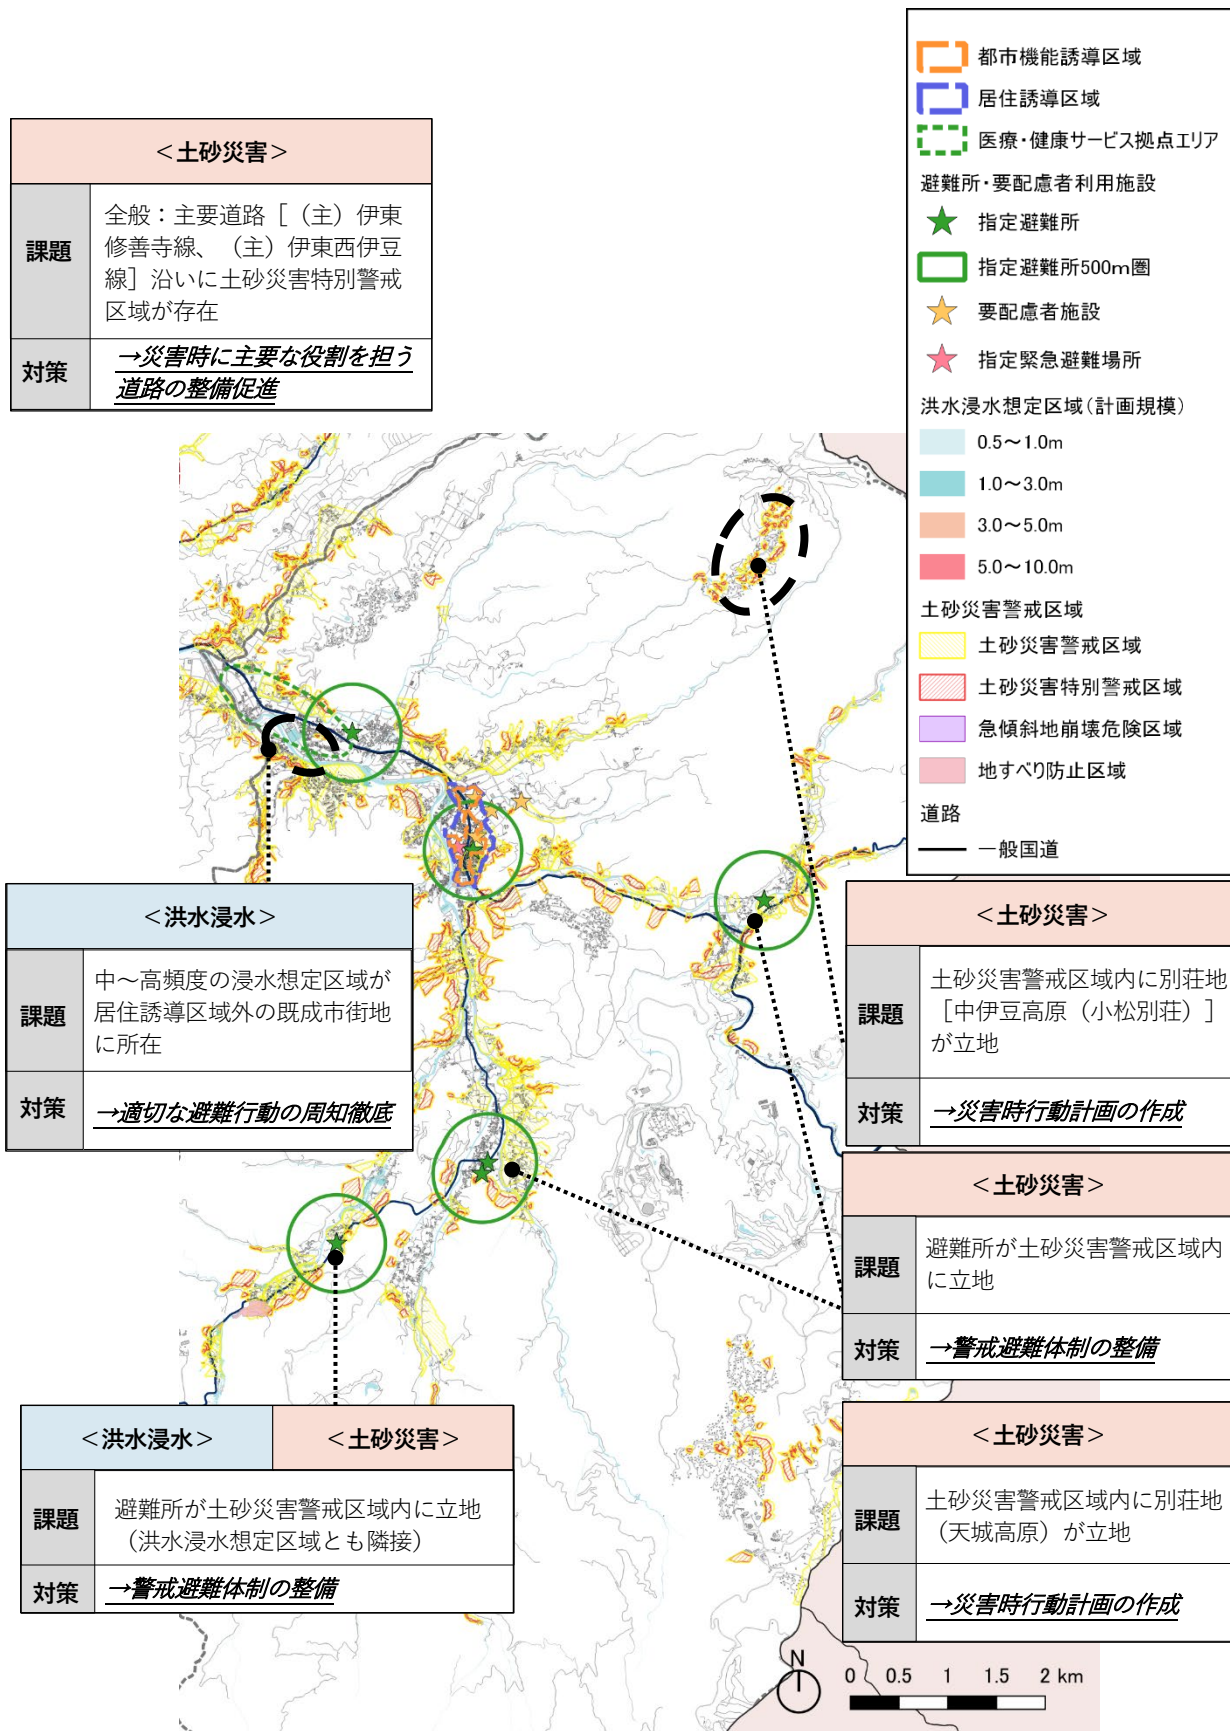 都市機能誘導区域
居住誘導区域
医療・健康サービス拠点エリア
避難所・要配慮者利用施設
指定避難所
指定避難所500m圏
要配慮者施設
指定緊急避難場所
洪水浸水想定区域(計画規模)
0.5～1.0m
1.0～3.0m
3.0～5.0m
5.0～10.0m
土砂災害警戒区域
土砂災害警戒区域
土砂災害特別警戒区域
急傾斜地崩壊危険区域
地すべり防止区域
道路
一般国道
＜土砂災害＞
課題
全般：主要道路［（主）伊東
修善寺線、（主）伊東西伊豆
線］沿いに土砂災害特別警戒
区域が存在
対策
→災害時に主要な役割を担う
道路の整備促進
＜洪水浸水＞
課題
中～高頻度の浸水想定区域が
居住誘導区域外の既成市街地
に所在
対策
→適切な避難行動の周知徹底
＜土砂災害＞
課題
土砂災害警戒区域内に別荘地
［中伊豆高原（小松別荘）］
が立地
対策
→災害時行動計画の作成
＜土砂災害＞
課題
避難所が土砂災害警戒区域内
に立地
対策
→警戒避難体制の整備
＜洪水浸水＞ ＜土砂災害＞
課題
避難所が土砂災害警戒区域内に立地
（洪水浸水想定区域とも隣接）
対策
→警戒避難体制の整備
＜土砂災害＞
課題
土砂災害警戒区域内に別荘地
（天城高原）が立地
対策
→災害時行動計画の作成
N
0 0.5 1 1.5 2 km